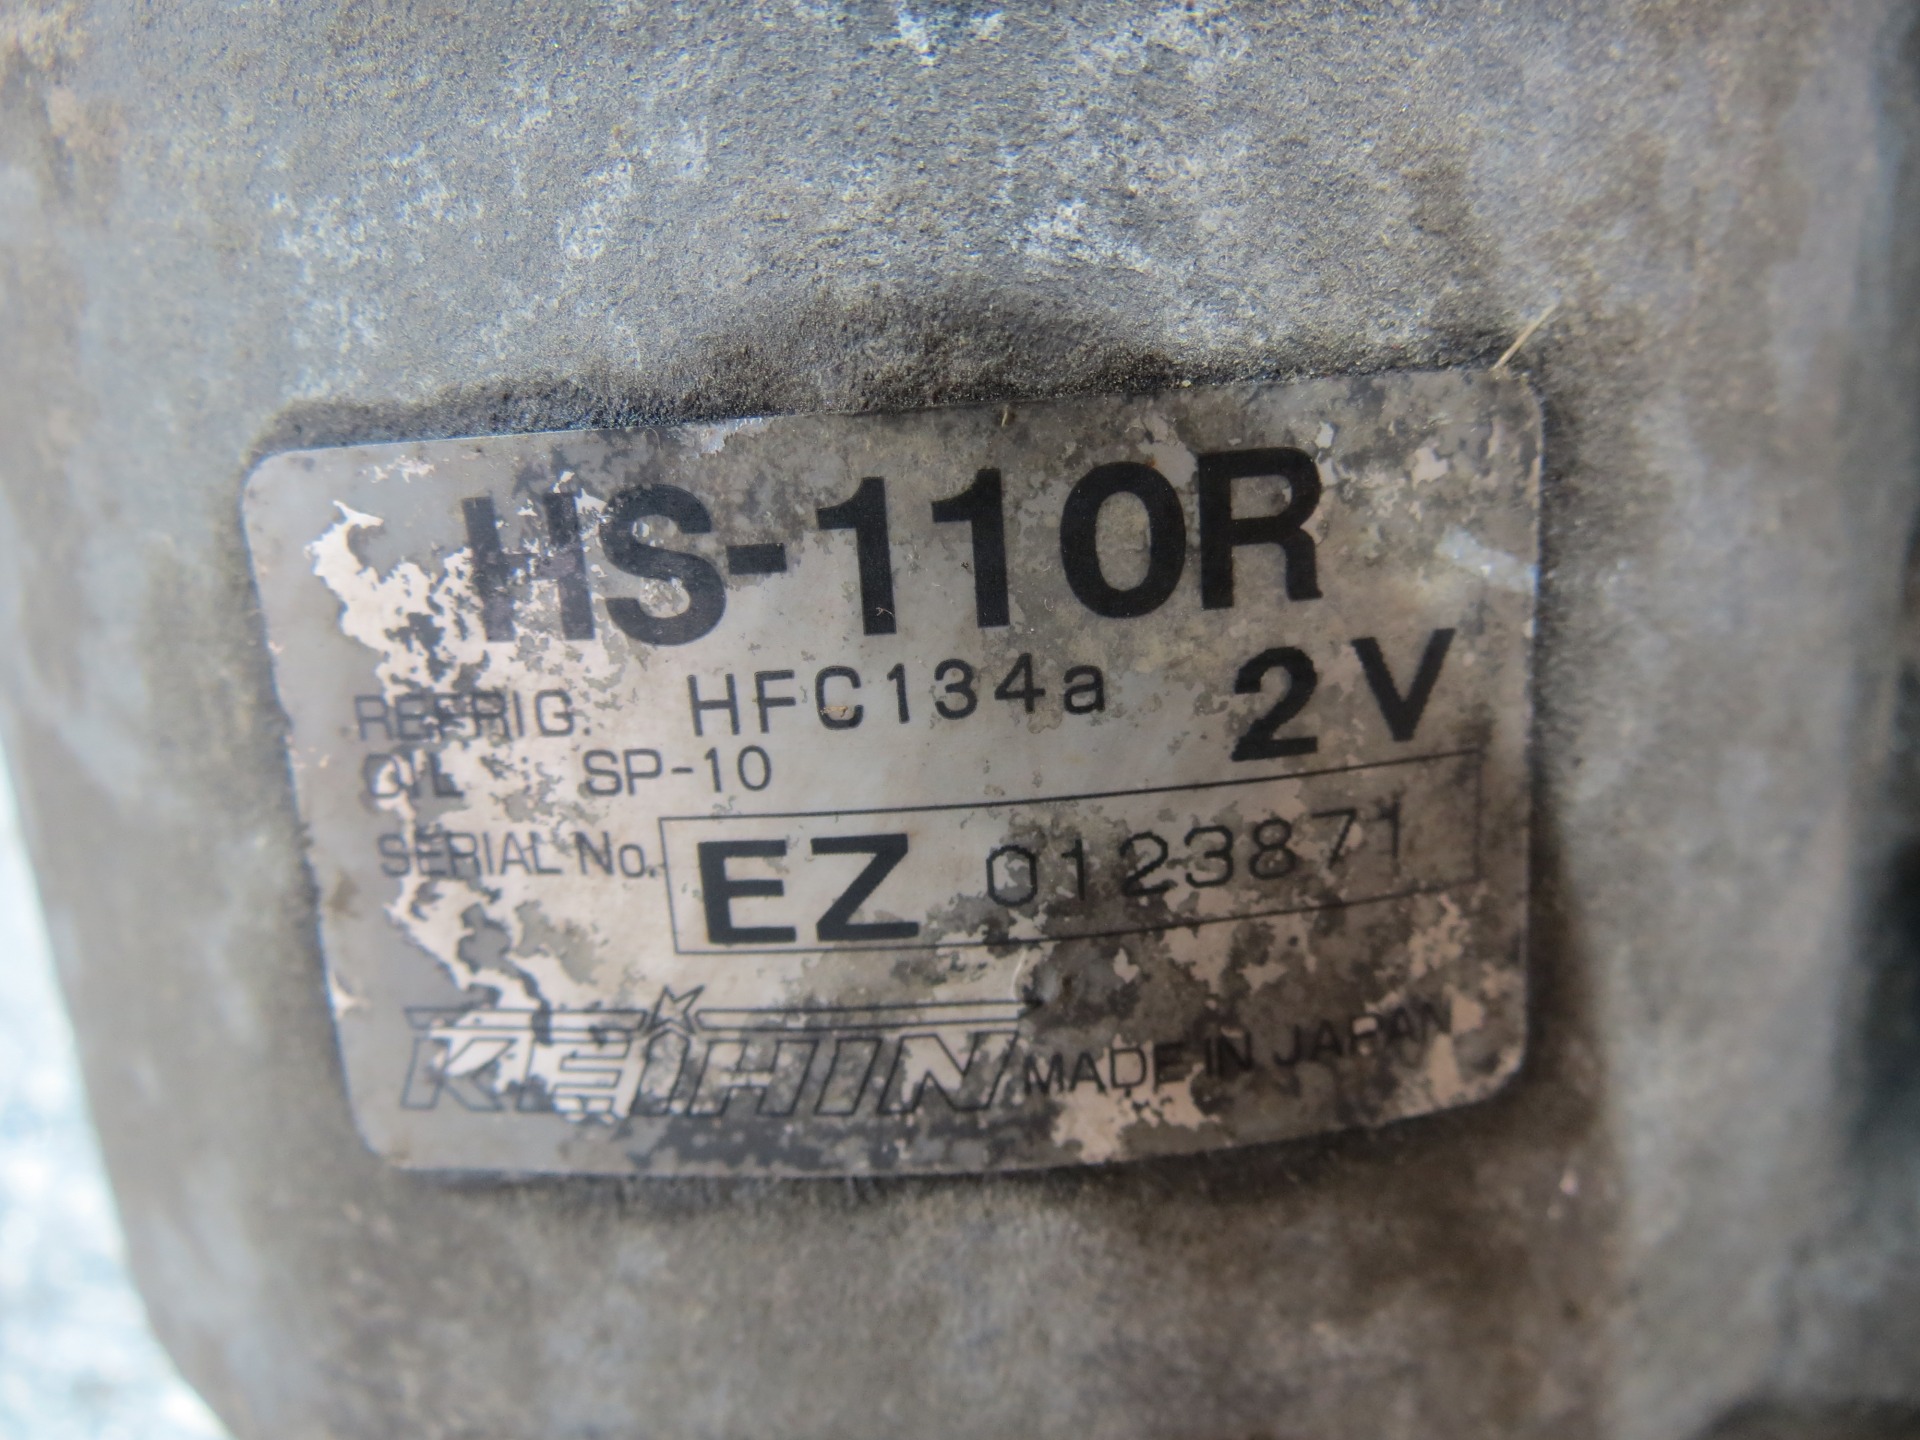 HS-110R
REFRIG. HFC134a 2V
OIL SP-10
SERIAL No. EZ 0123871
KEIHIN MADE IN JAPAN